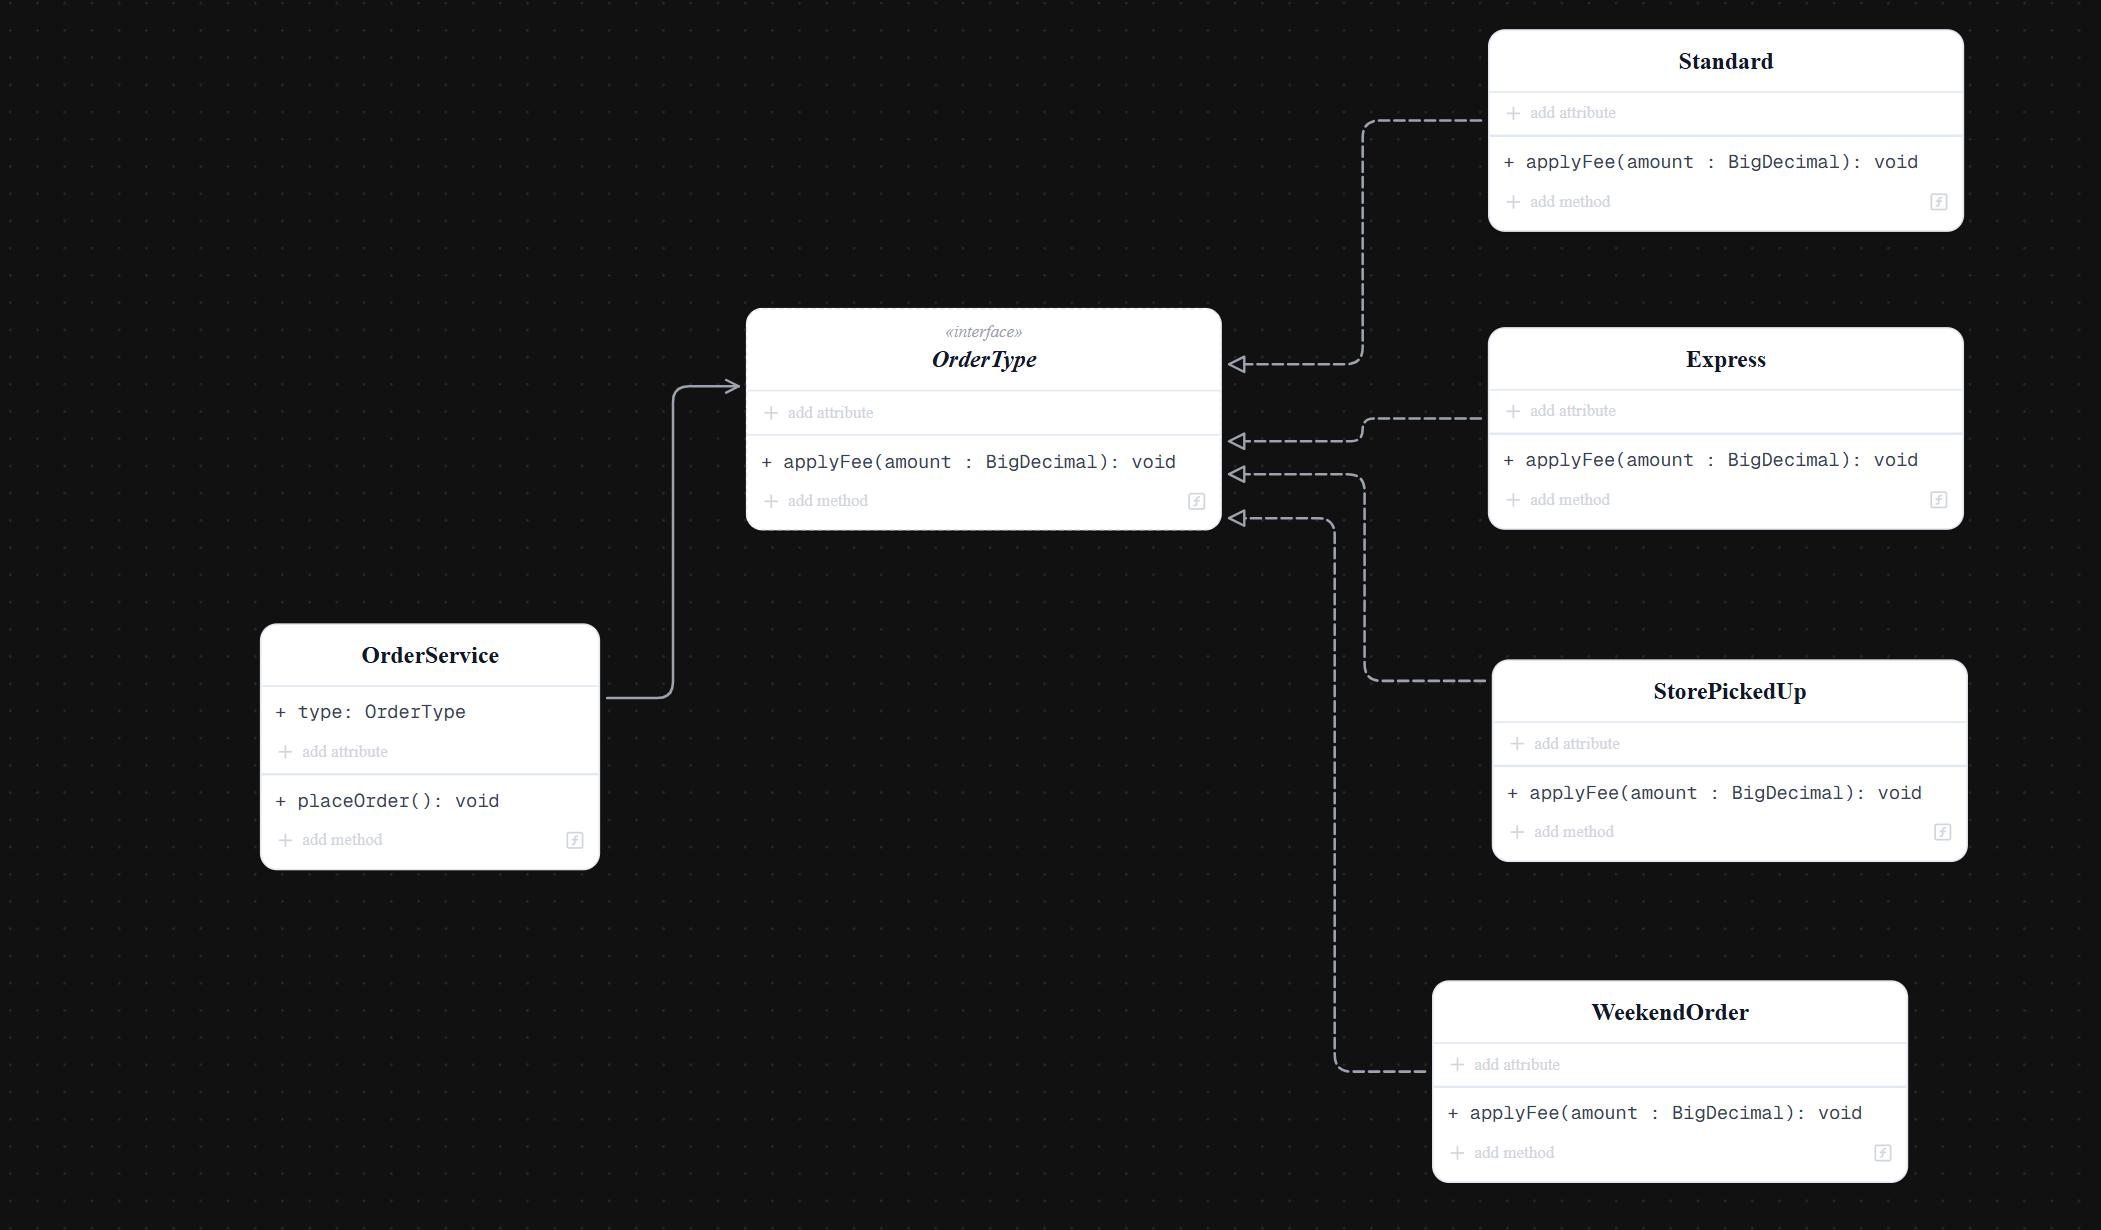 Standard
+ add attribute
+ applyFee(amount : BigDecimal): void
+ add method
«interface»
OrderType
+ add attribute
+ applyFee(amount : BigDecimal): void
+ add method
Express
+ add attribute
+ applyFee(amount : BigDecimal): void
+ add method
OrderService
+ type: OrderType
+ add attribute
+ placeOrder(): void
+ add method
StorePickedUp
+ add attribute
+ applyFee(amount : BigDecimal): void
+ add method
WeekendOrder
+ add attribute
+ applyFee(amount : BigDecimal): void
+ add method